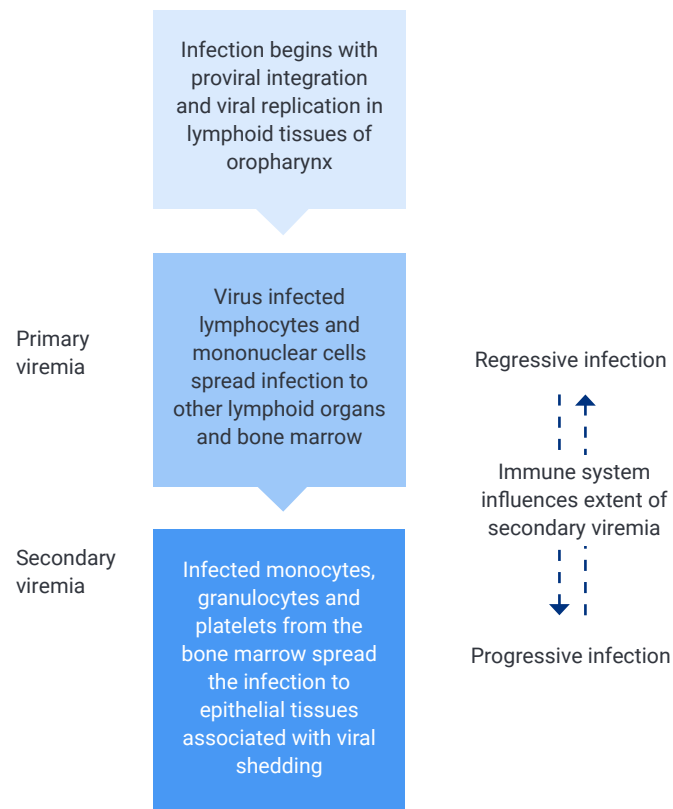 Infection begins with
proviral integration
and viral replication in
lymphoid tissues of
oropharynx
Primary
viremia
Virus infected
lymphocytes and
mononuclear cells
spread infection to
other lymphoid organs
and bone marrow
Secondary
viremia
Infected monocytes,
granulocytes and
platelets from the
bone marrow spread
the infection to
epithelial tissues
associated with viral
shedding
Regressive infection
Immune system
influences extent of
secondary viremia
Progressive infection